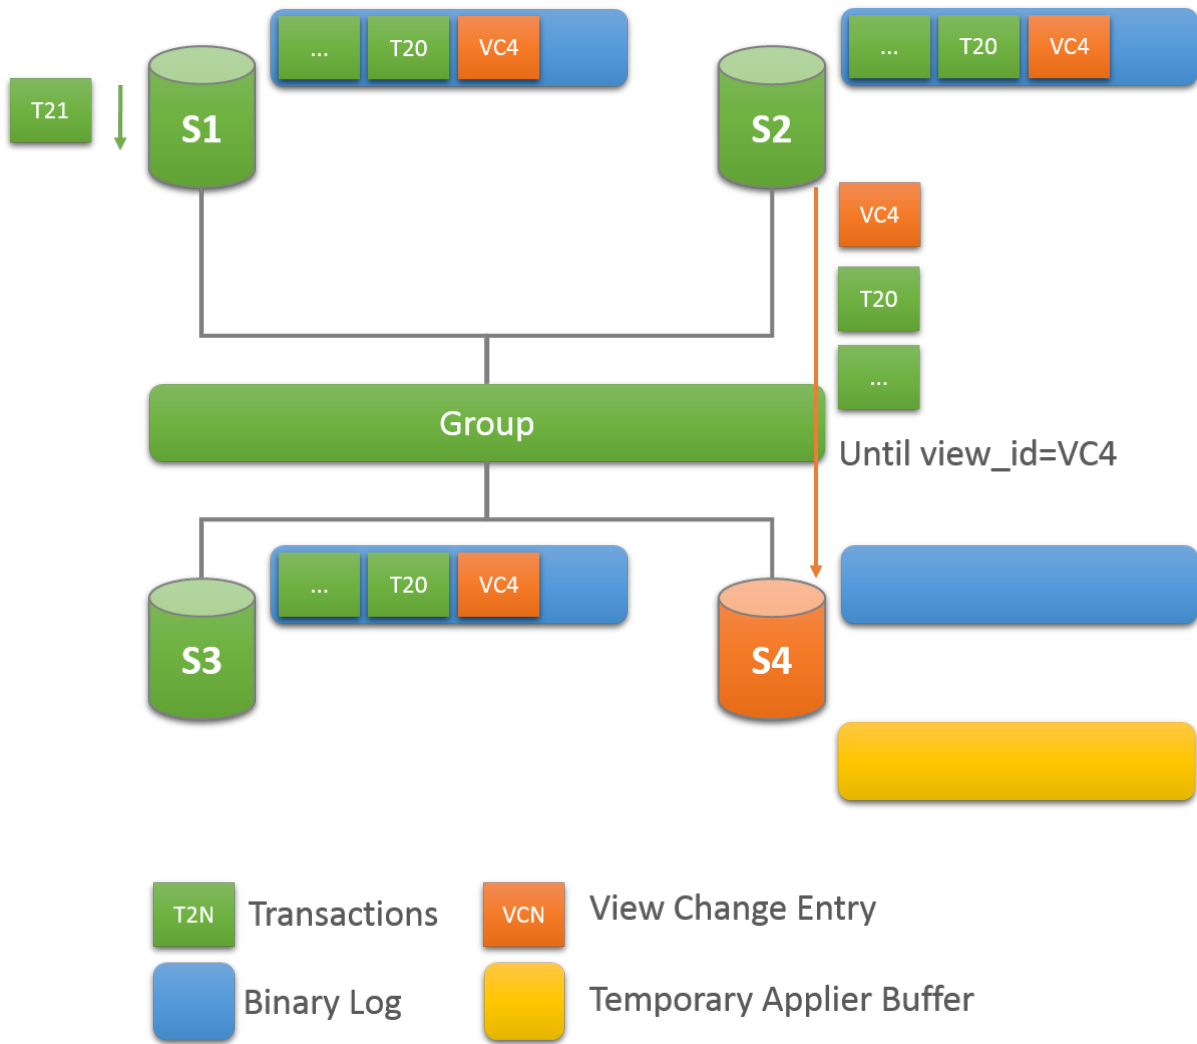 ... T20 VC4
... T20 VC4
T21
S1
S2
VC4
T20
...
Group
Until view_id=VC4
... T20 VC4
S3
S4
T2N Transactions
VCN View Change Entry
Binary Log
Temporary Applier Buffer